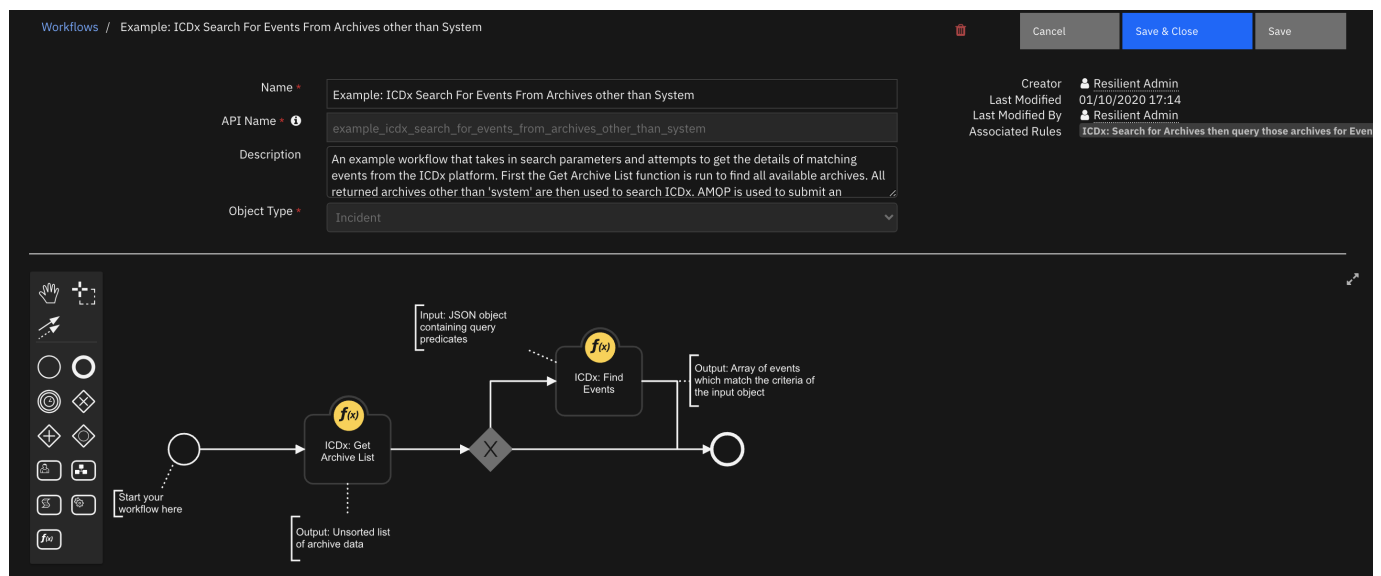 Workflows / Example: ICDx Search For Events From Archives other than System
Cancel
Save & Close
Save
Name *
Example: ICDx Search For Events From Archives other than System
API Name *
example_icdx_search_for_events_from_archives_other_than_system
Description
An example workflow that takes in search parameters and attempts to get the details of matching
events from the ICDx platform. First the Get Archive List function is run to find all available archives. All
returned archives other than 'system' are then used to search ICDx. AMQP is used to submit an
Object Type *
Incident
Creator Resilient Admin
Last Modified 01/10/2020 17:14
Last Modified By Resilient Admin
Associated Rules ICDx: Search for Archives then query those archives for Even
Input: JSON object
containing query
predicates
f(x)
ICDx: Find
Events
Output: Array of events
which match the criteria of
the input object
f(x)
ICDx: Get
Archive List
X
Start your
workflow here
Output: Unsorted list
of archive data
f(x)